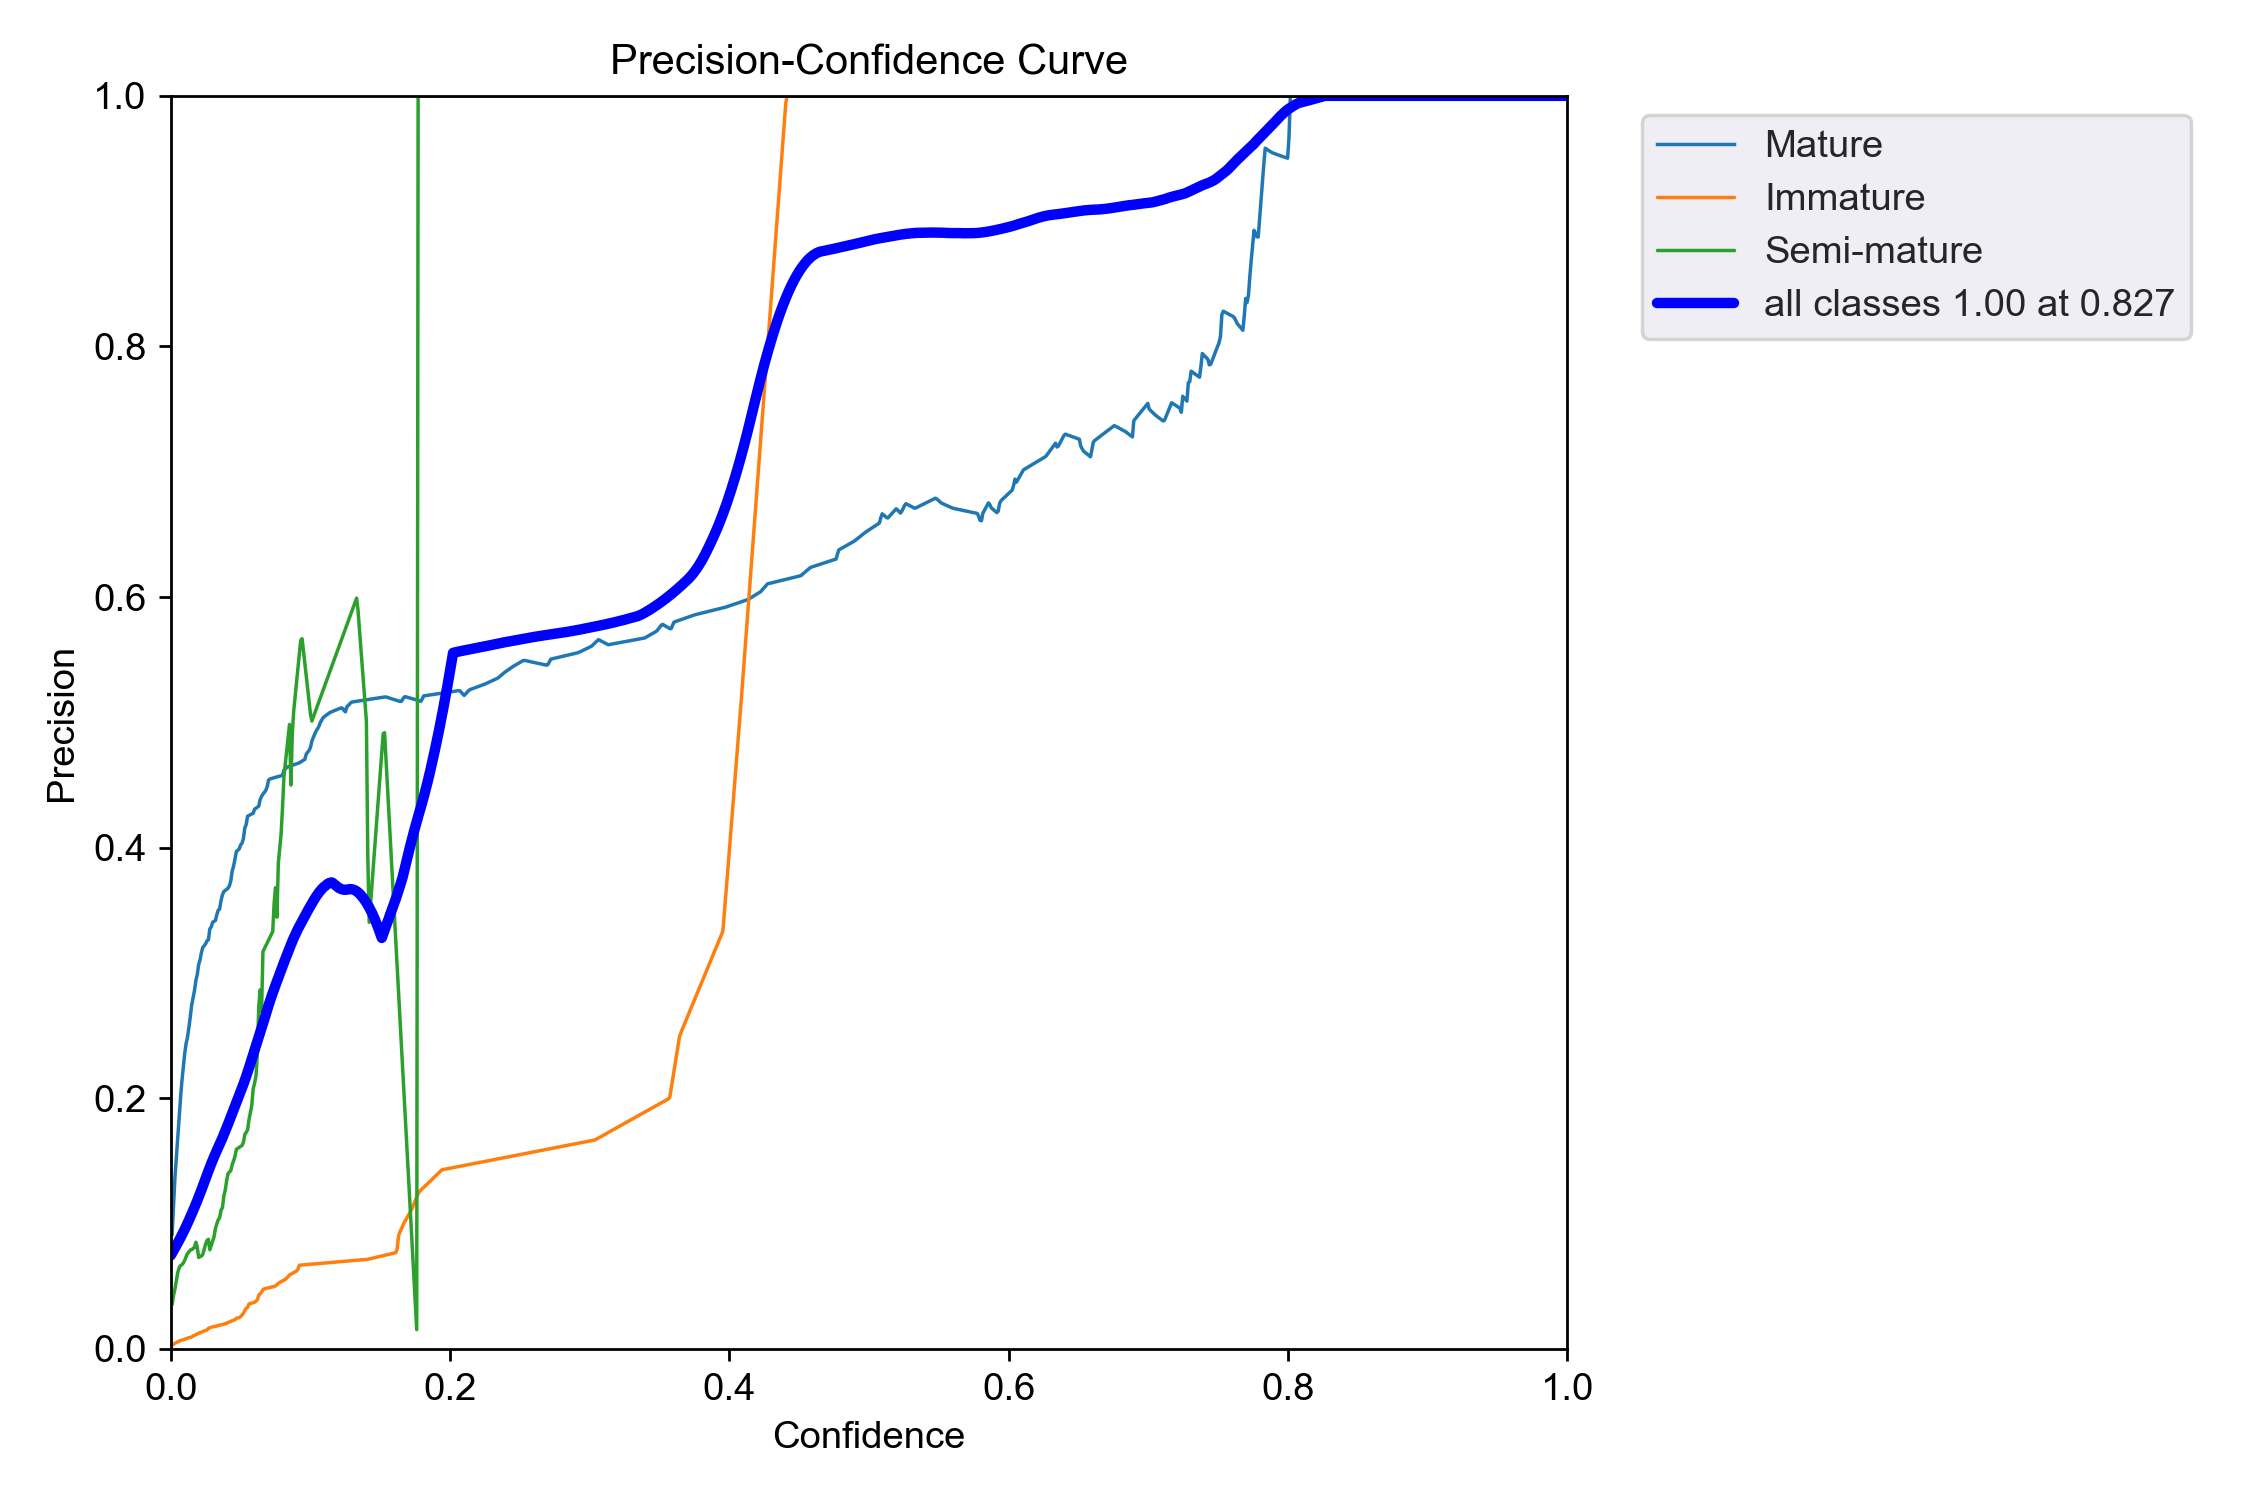 Precision-Confidence Curve
1.0
0.8
0.6
0.4
0.2
0.0
Precision
0.0 0.2 0.4 0.6 0.8 1.0
Confidence
Mature
Immature
Semi-mature
all classes 1.00 at 0.827